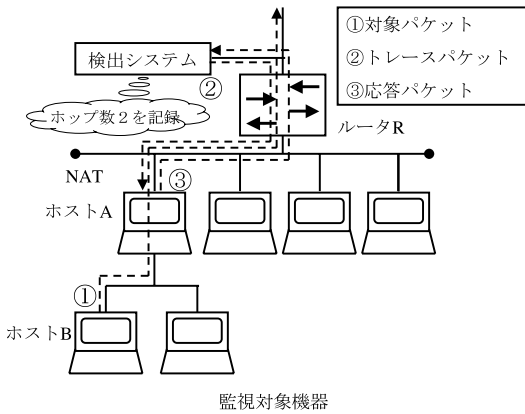 ①対象パケット
②トレースパケット
③応答パケット
検出システム
②
ホップ数2を記録
ルータR
NAT
③
ホストA
①
ホストB
監視対象機器